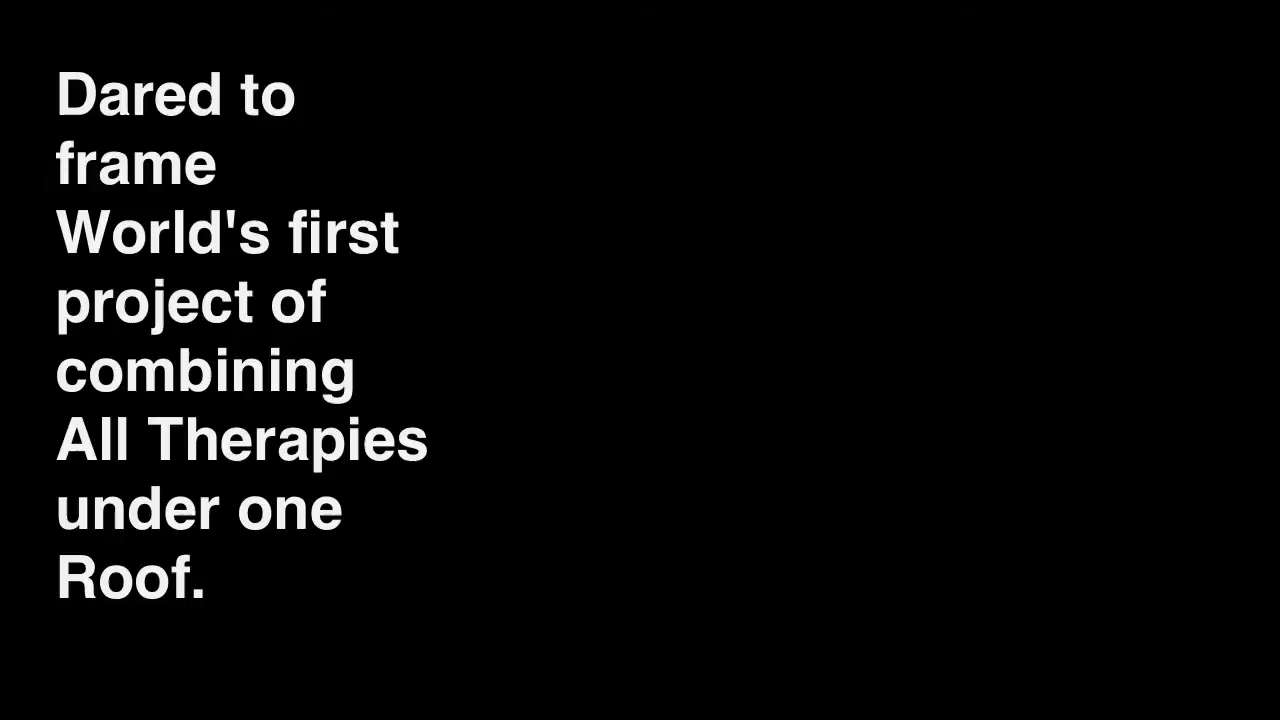 Dared to
frame
World's first
project of
combining
All Therapies
under one
Roof.